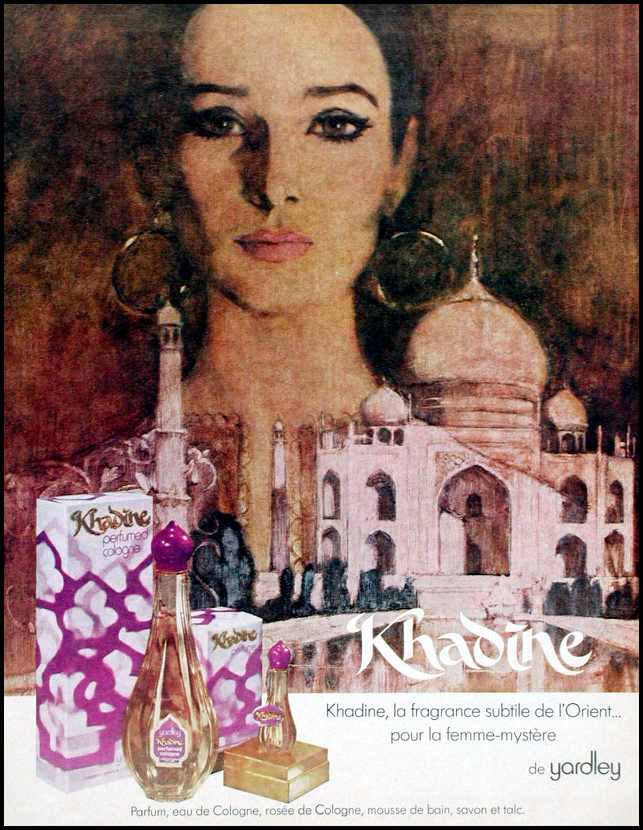 Khadine
perfumed
cologne
Khadine
cologne
yardley
Khadine
perfumed
cologne
Khadine
Khadine
Khadine, la fragrance subtile de l'Orient...
pour la femme-mystère
de yardley
Parfum, eau de Cologne, rosée de Cologne, mousse de bain, savon et talc.